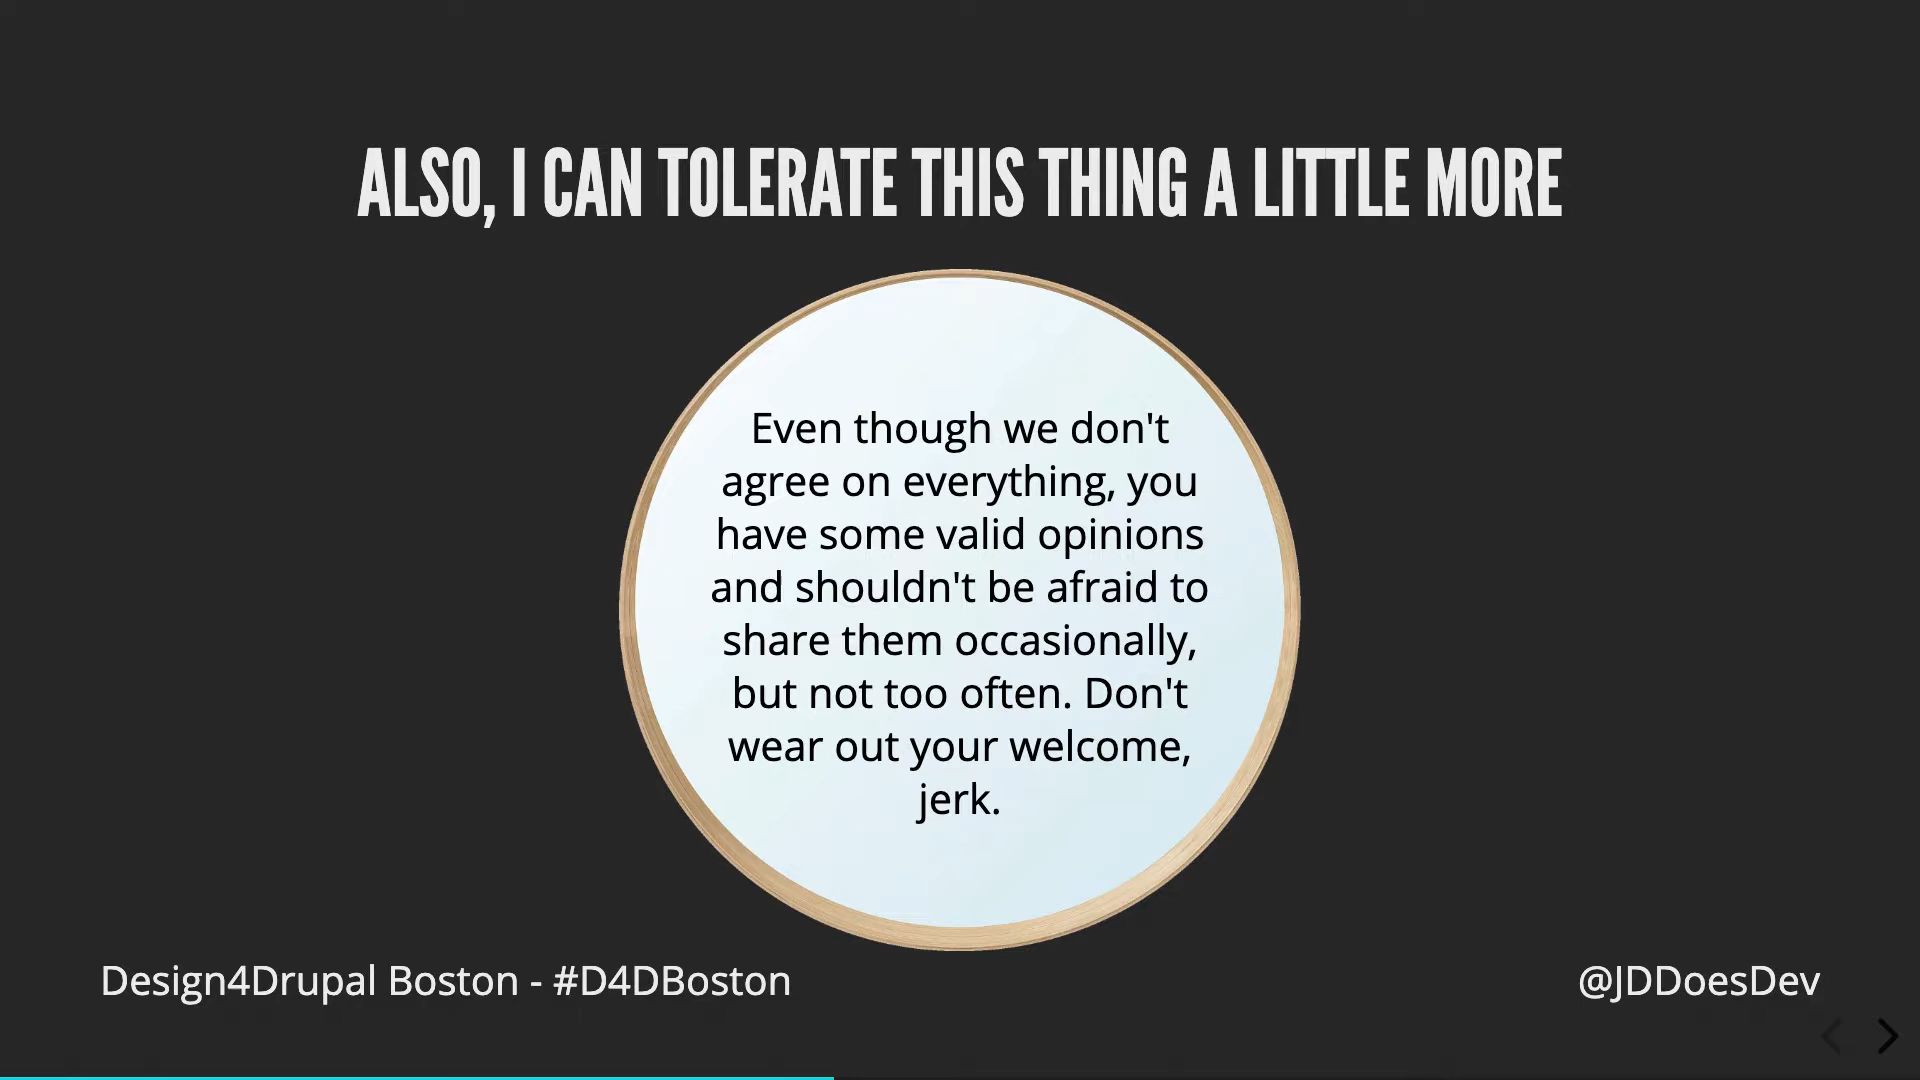 ALSO, I CAN TOLERATE THIS THING A LITTLE MORE
Even though we don't
agree on everything, you
have some valid opinions
and shouldn't be afraid to
share them occasionally,
but not too often. Don't
wear out your welcome,
jerk.
Design4Drupal Boston - #D4DBoston
@JDDoesDev